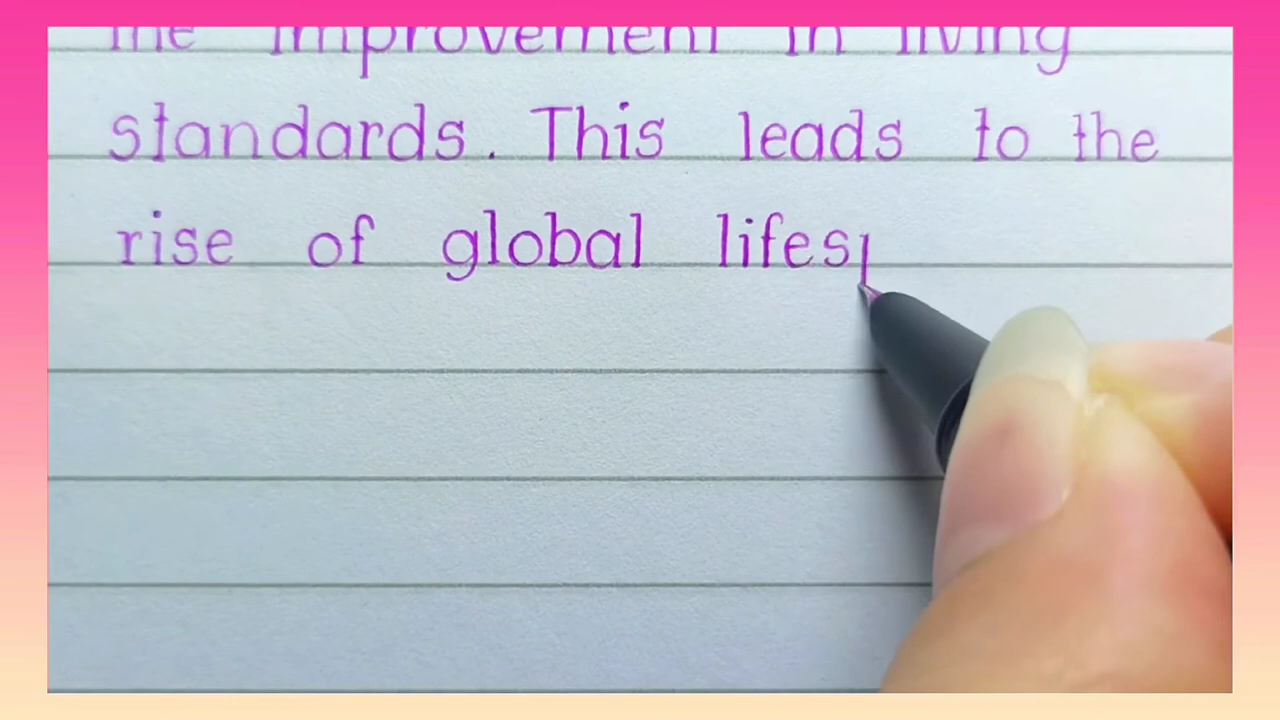 the improvement in living
standards. This leads to the
rise of global lifes